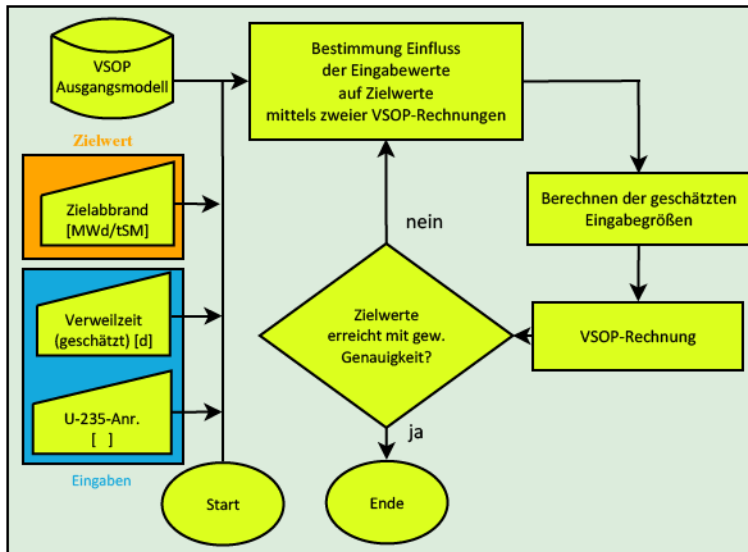 VSOP
Ausgangsmodell
Zielwert
Zielabbrand
[MWd/tSM]
Verweilzeit
(geschätzt) [d]
U-235-Anr.
[ ]
Eingaben
Start
Bestimmung Einfluss
der Eingabewerte
auf Zielwerte
mittels zweier VSOP-Rechnungen
Berechnen der geschätzten
Eingabegrößen
VSOP-Rechnung
Zielwerte
erreicht mit gew.
Genauigkeit?
nein
ja
Ende